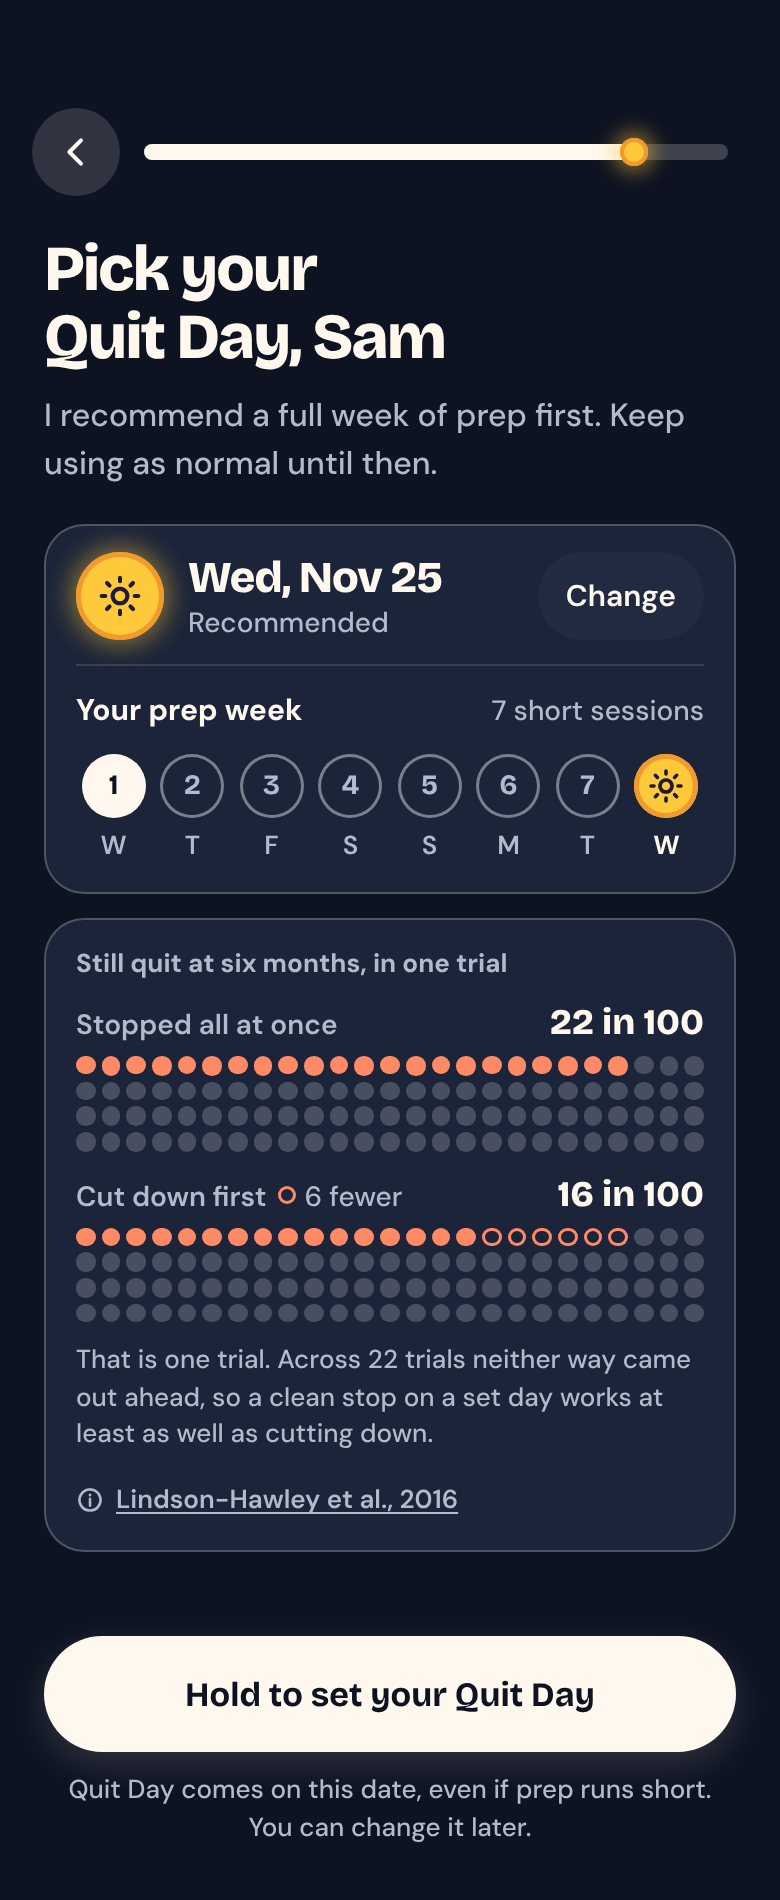 Pick your
Quit Day, Sam
I recommend a full week of prep first. Keep
using as normal until then.
Wed, Nov 25
Recommended
Change
Your prep week
7 short sessions
1 2 3 4 5 6 7
W T F S S M T W
Still quit at six months, in one trial
Stopped all at once
22 in 100
Cut down first
6 fewer
16 in 100
That is one trial. Across 22 trials neither way came
out ahead, so a clean stop on a set day works at
least as well as cutting down.
Lindson-Hawley et al., 2016
Hold to set your Quit Day
Quit Day comes on this date, even if prep runs short.
You can change it later.